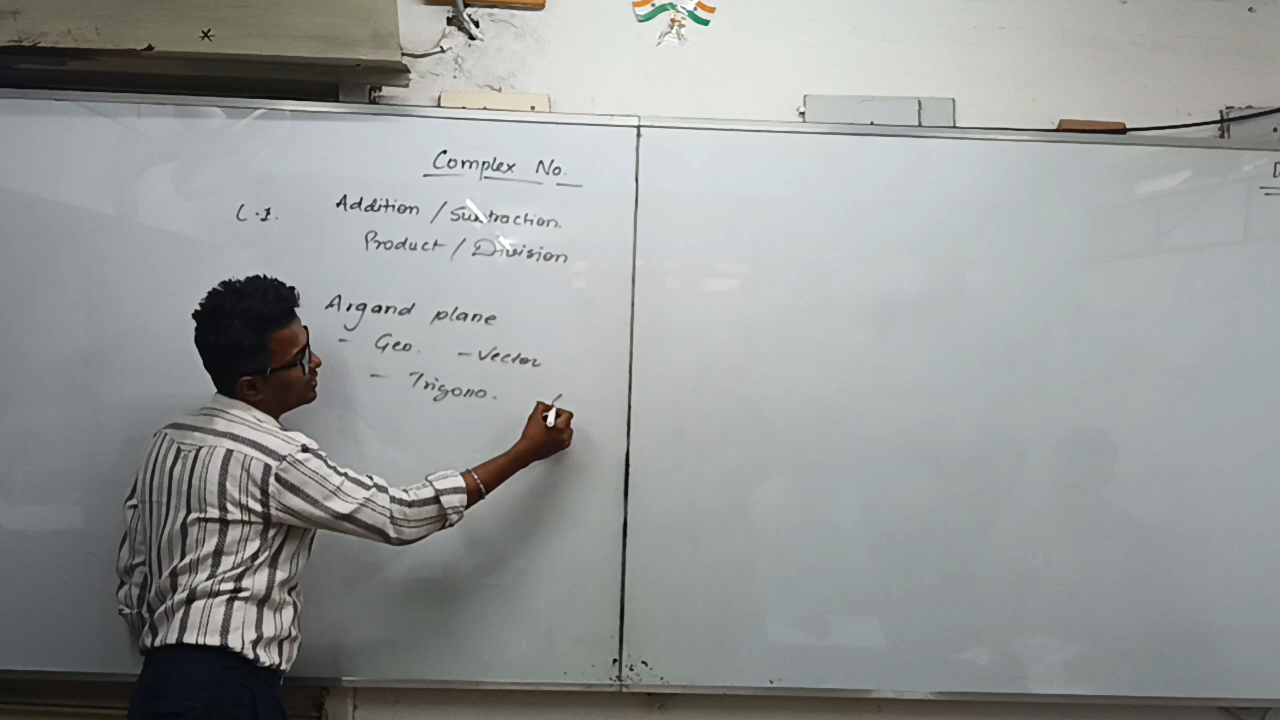 Complex No.
L.I. Addition / Subtraction.
Product / Division
Argand plane
- Geo. - Vector
- Trigono.